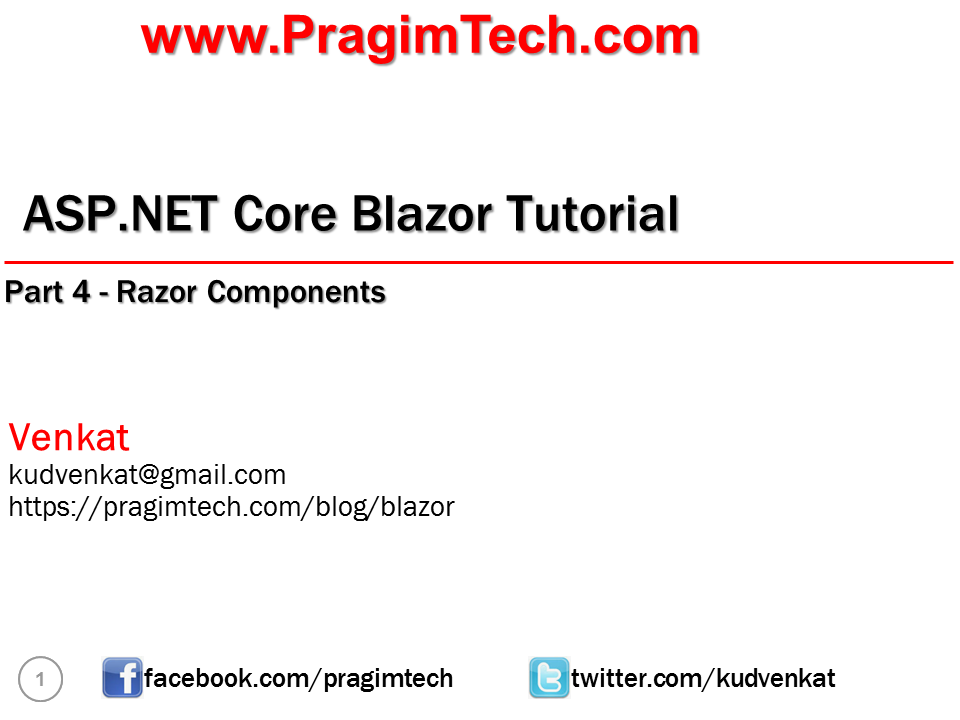 www.PragimTech.com
ASP.NET Core Blazor Tutorial
Part 4 - Razor Components
Venkat
kudvenkat@gmail.com
https://pragimtech.com/blog/blazor
1
facebook.com/pragimtech
twitter.com/kudvenkat